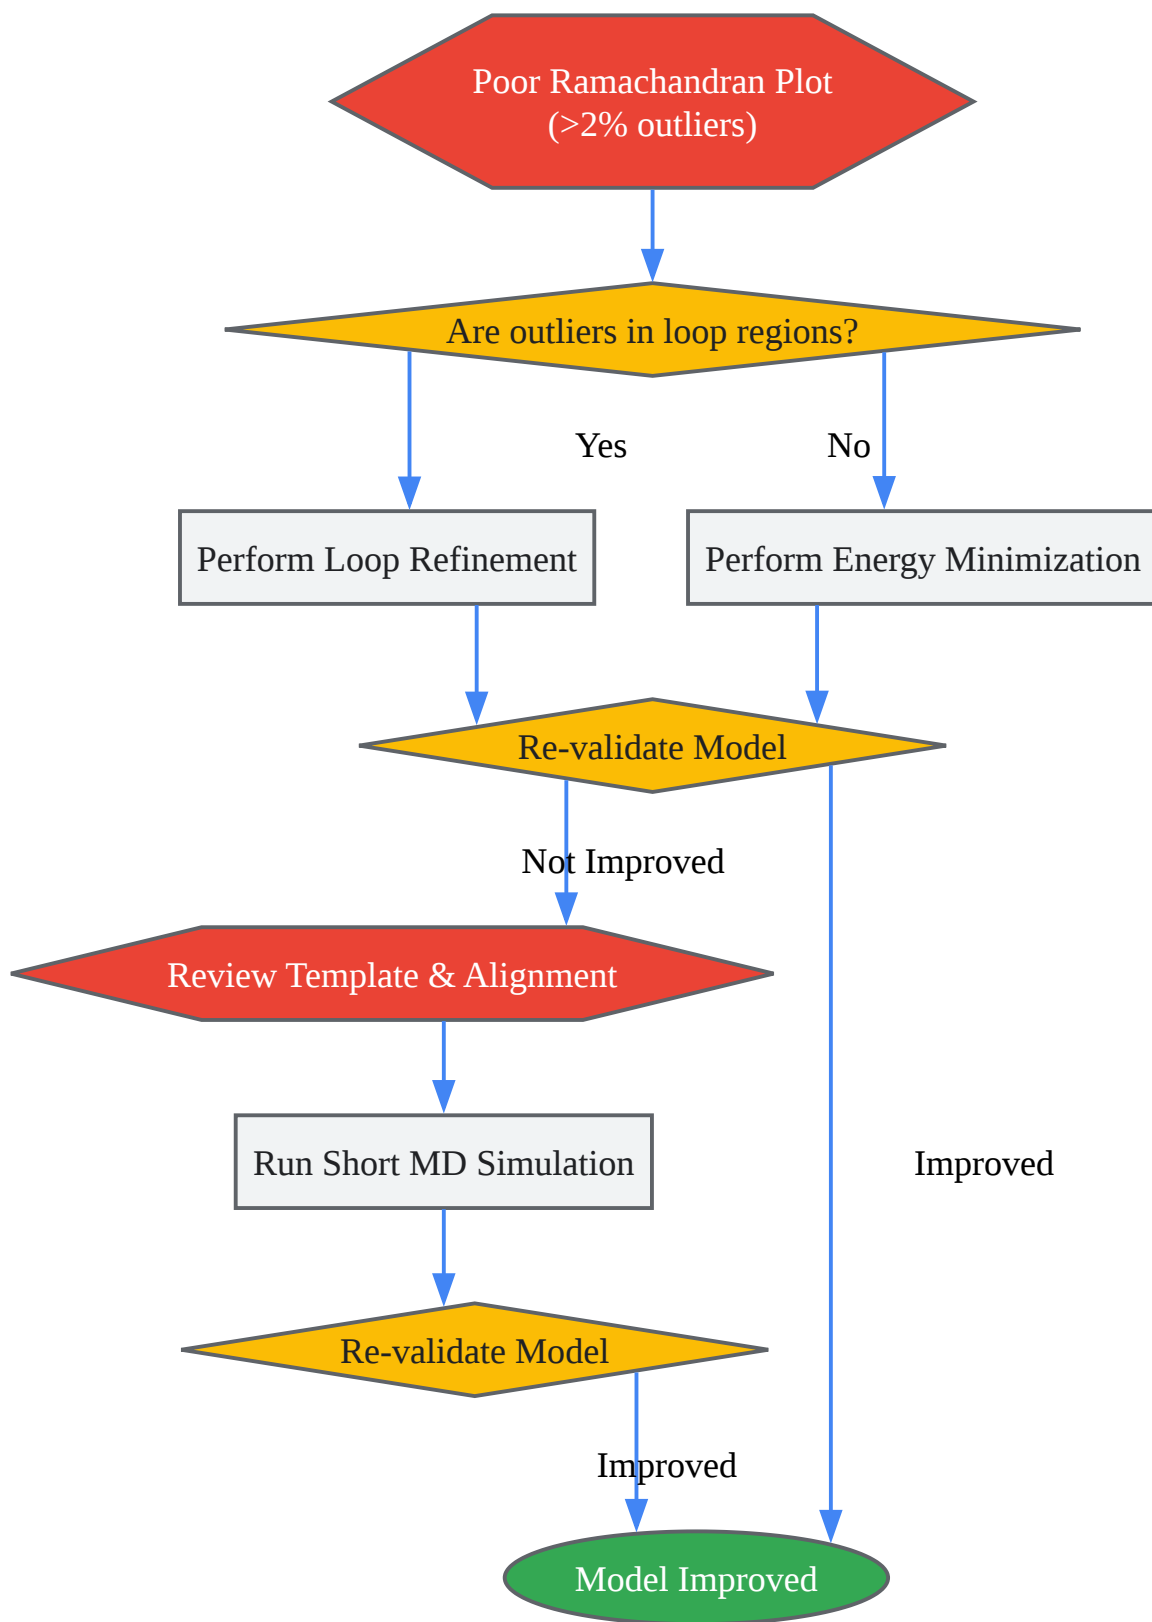 Poor Ramachandran Plot
(>2% outliers)
Are outliers in loop regions?
Yes
No
Perform Loop Refinement
Perform Energy Minimization
Re-validate Model
Not Improved
Review Template & Alignment
Run Short MD Simulation
Improved
Re-validate Model
Improved
Model Improved